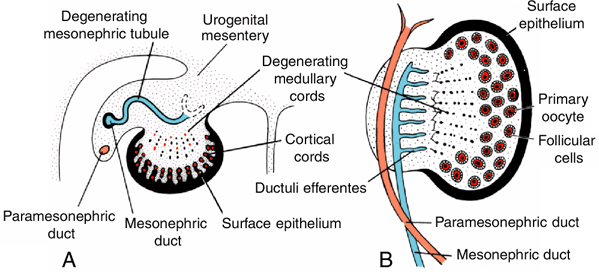 Degenerating
mesonephric tubule
Urogenital
mesentery
Degenerating
medullary
cords
Cortical
cords
Surface epithelium
Paramesonephric
duct
Mesonephric
duct
A
Surface
epithelium
Primary
oocyte
Follicular
cells
Ductuli efferentes
Paramesonephric duct
Mesonephric duct
B